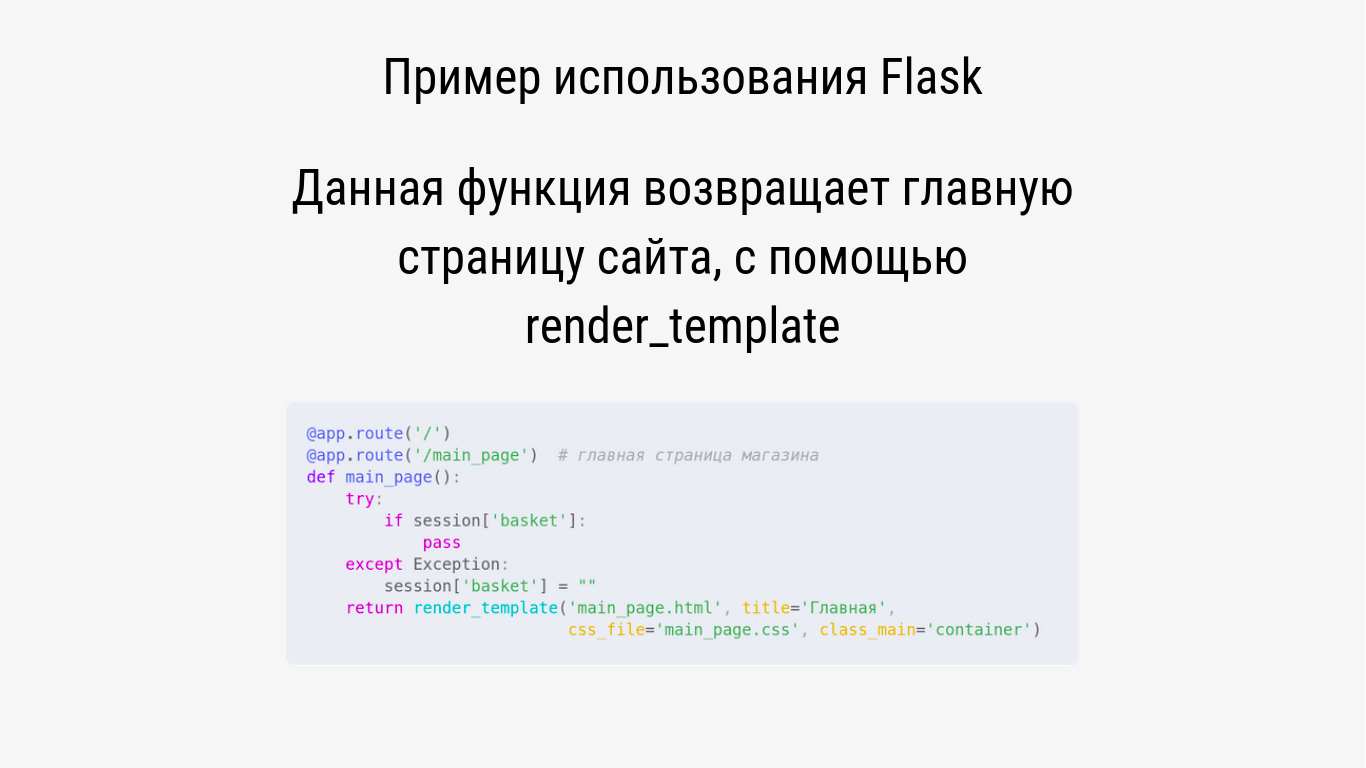 Пример использования Flask
Данная функция возвращает главную
страницу сайта, с помощью
render_template
@app.route('/')
@app.route('/main_page')  # главная страница магазина
def main_page():
    try:
        if session['basket']:
            pass
    except Exception:
        session['basket'] = ""
    return render_template('main_page.html', title='Главная',
                           css_file='main_page.css', class_main='container')